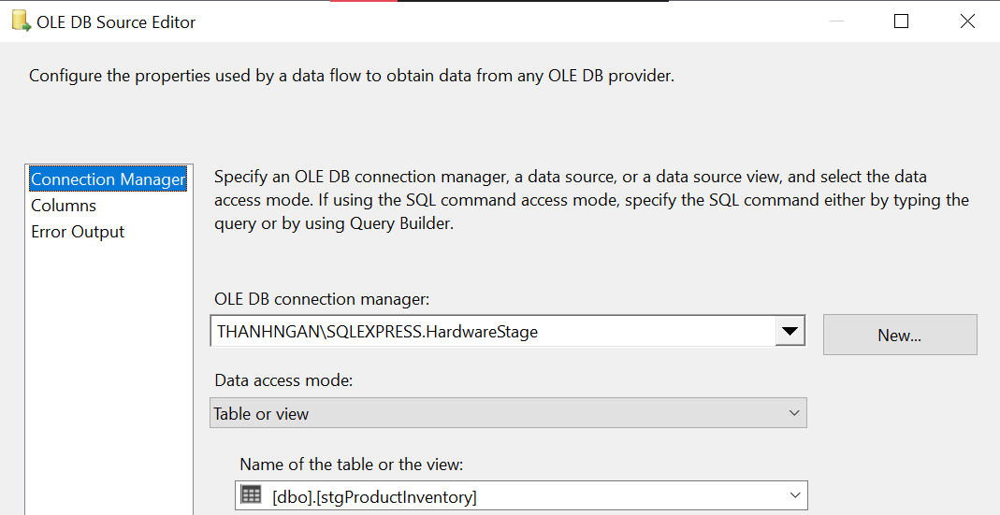 OLE DB Source Editor
Configure the properties used by a data flow to obtain data from any OLE DB provider.
Connection Manager
Columns
Error Output
Specify an OLE DB connection manager, a data source, or a data source view, and select the data
access mode. If using the SQL command access mode, specify the SQL command either by typing the
query or by using Query Builder.
OLE DB connection manager:
THANHNGAN\SQLEXPRESS.HardwareStage
New...
Data access mode:
Table or view
Name of the table or the view:
[dbo].[stgProductInventory]